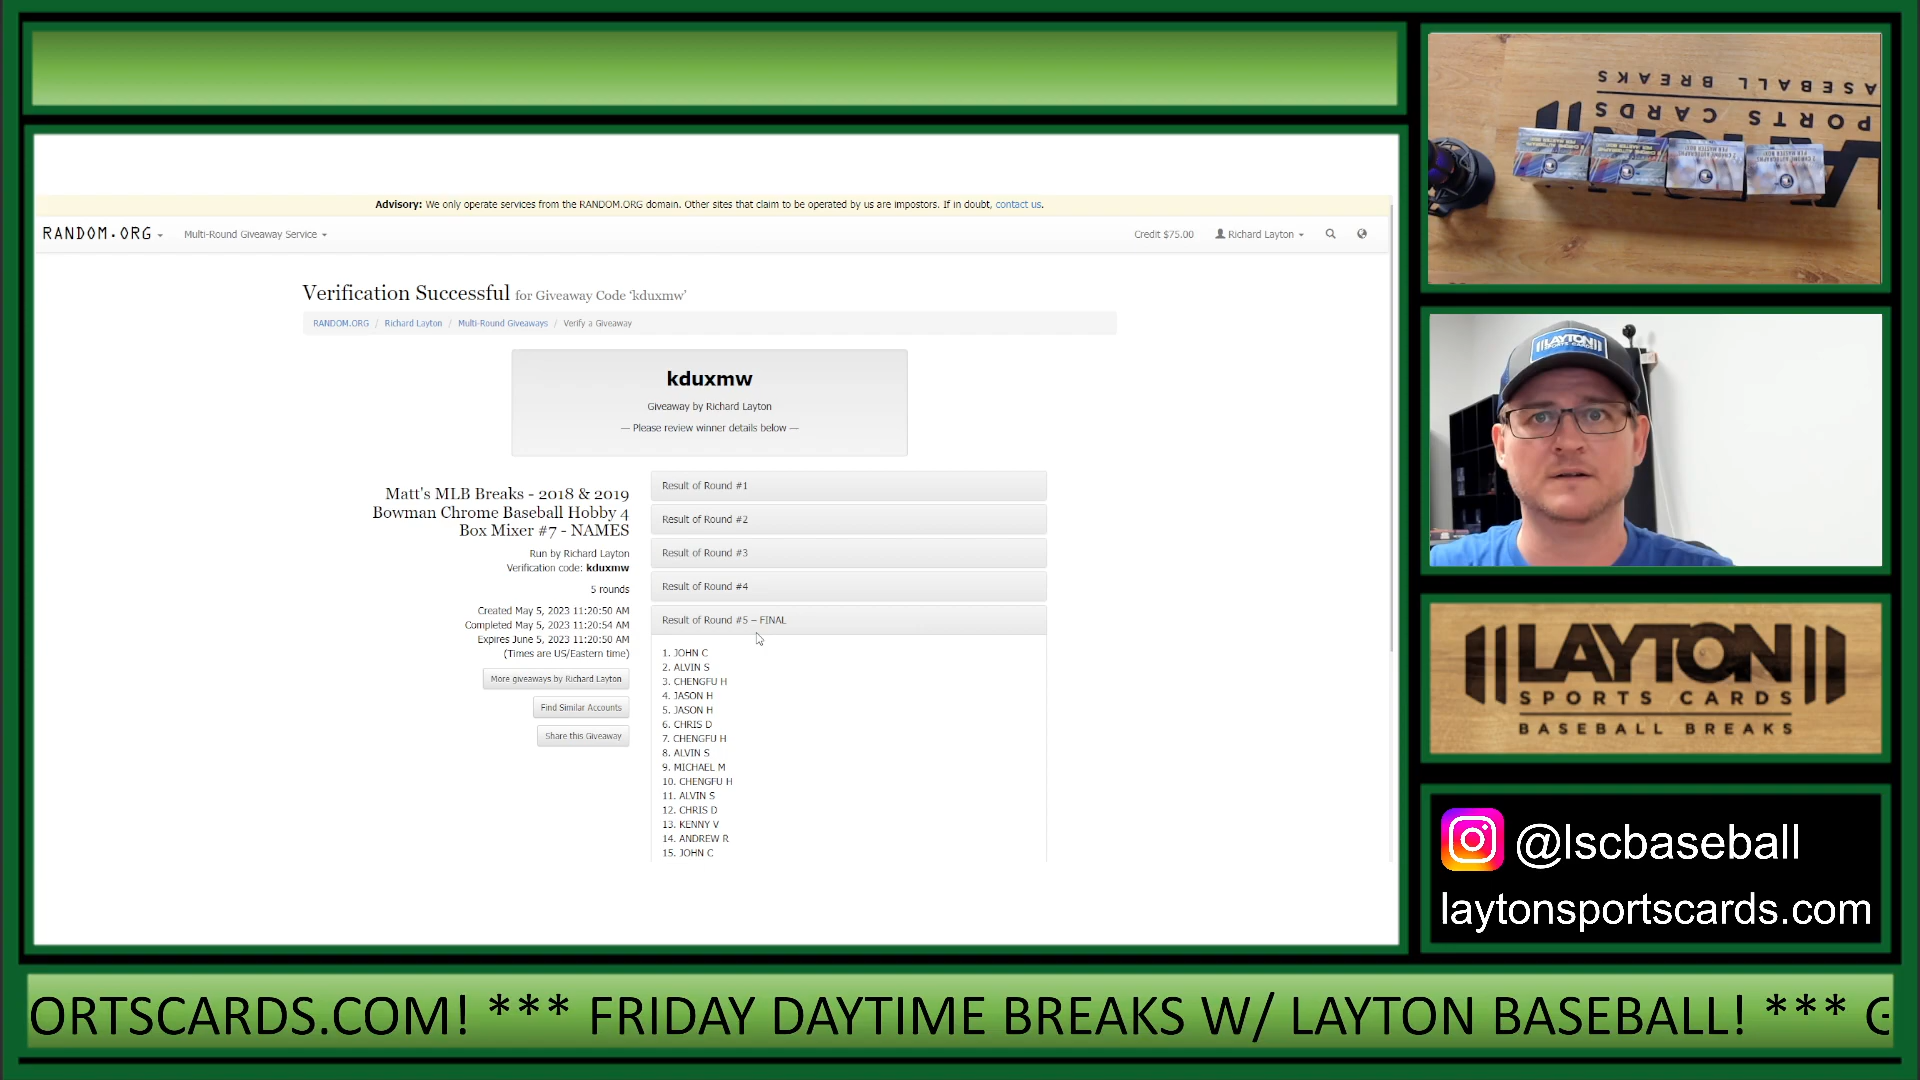 Advisory: We only operate services from the RANDOM.ORG domain. Other sites that claim to be operated by us are impostors. If in doubt, contact us.
RANDOM.ORG
Multi-Round Giveaway Service
Credit $75.00
Richard Layton
Verification Successful for Giveaway Code 'kduxmw'
RANDOM.ORG / Richard Layton / Multi-Round Giveaways / Verify a Giveaway
kduxmw
Giveaway by Richard Layton
— Please review winner details below —
Matt's MLB Breaks - 2018 & 2019
Bowman Chrome Baseball Hobby 4
Box Mixer #7 - NAMES
Run by Richard Layton
Verification code: kduxmw
5 rounds
Created May 5, 2023 11:20:50 AM
Completed May 5, 2023 11:20:54 AM
Expires June 5, 2023 11:20:50 AM
(Times are US/Eastern time)
More giveaways by Richard Layton
Find Similar Accounts
Share this Giveaway
Result of Round #1
Result of Round #2
Result of Round #3
Result of Round #4
Result of Round #5 – FINAL
1. JOHN C
2. ALVIN S
3. CHENGFU H
4. JASON H
5. JASON H
6. CHRIS D
7. CHENGFU H
8. ALVIN S
9. MICHAEL M
10. CHENGFU H
11. ALVIN S
12. CHRIS D
13. KENNY V
14. ANDREW R
15. JOHN C
ASEBALL BREAKS
PORTS CARDS
LAYTON
SPORTS CARDS
LAYTON
SPORTS CARDS
BASEBALL BREAKS
@lscbaseball
laytonsportscards.com
ORTSCARDS.COM! *** FRIDAY DAYTIME BREAKS W/ LAYTON BASEBALL! *** G